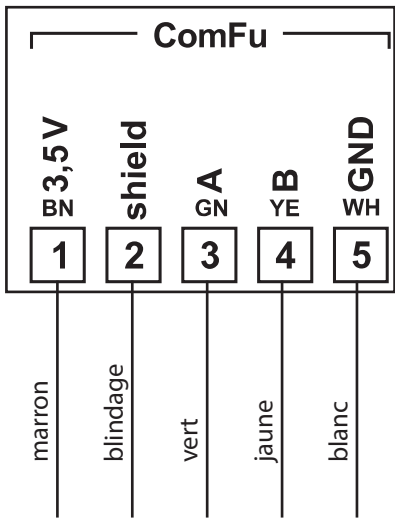 ComFu
3,5 V
shield
A
B
GND
BN
GN
YE
WH
1
2
3
4
5
marron
blindage
vert
jaune
blanc